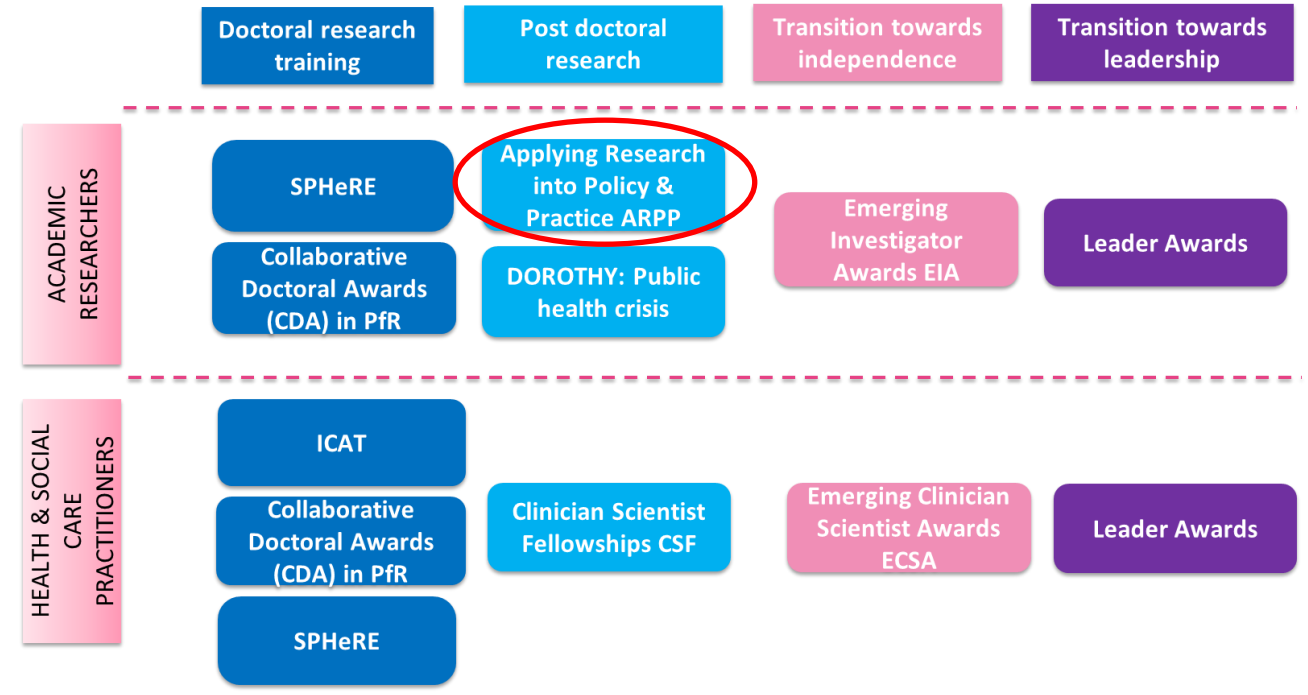 Doctoral research
training
Post doctoral
research
Transition towards
independence
Transition towards
leadership
ACADEMIC
RESEARCHERS
SPHeRE
Collaborative
Doctoral Awards
(CDA) in PfR
Applying Research
into Policy &
Practice ARPP
DOROTHY: Public
health crisis
Emerging
Investigator
Awards EIA
Leader Awards
HEALTH & SOCIAL
CARE
PRACTITIONERS
ICAT
Collaborative
Doctoral Awards
(CDA) in PfR
SPHeRE
Clinician Scientist
Fellowships CSF
Emerging Clinician
Scientist Awards
ECSA
Leader Awards